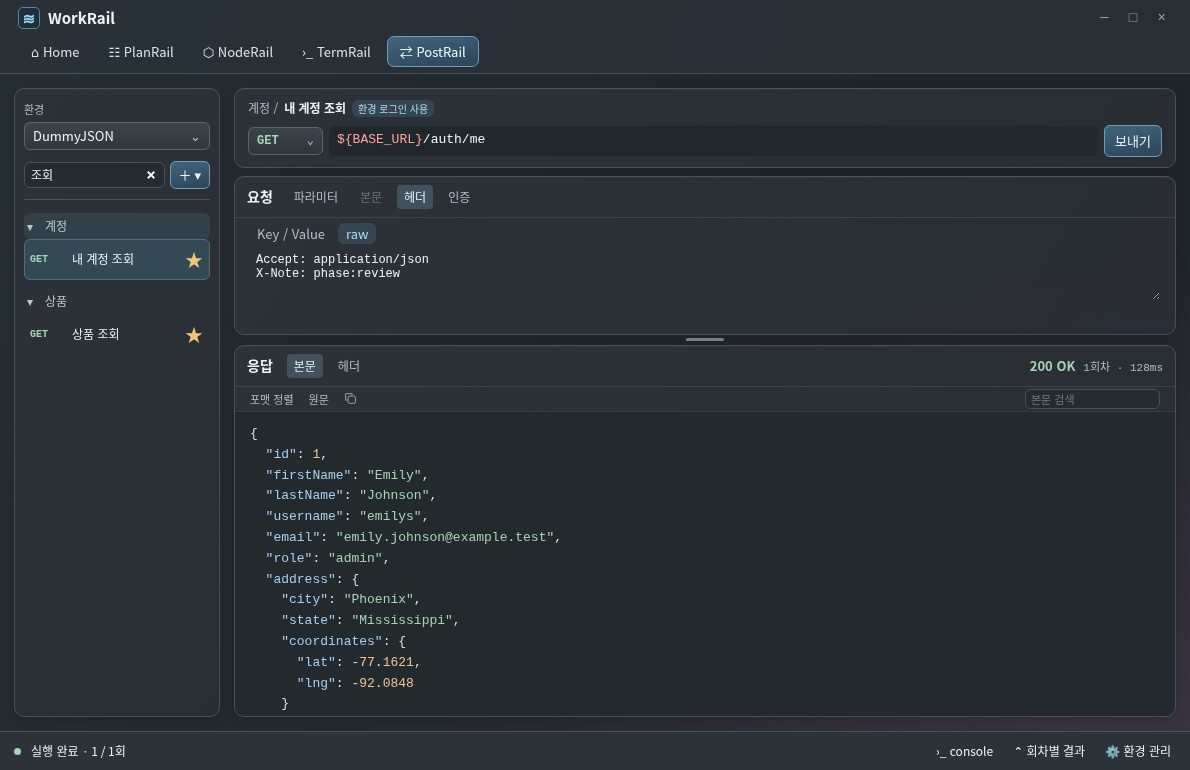 WorkRail
Home PlanRail NodeRail ›_ TermRail PostRail
환경
DummyJSON
조회
계정
GET 내 계정 조회
상품
GET 상품 조회
계정 / 내 계정 조회 환경 로그인 사용
GET ${BASE_URL}/auth/me 보내기
요청 파라미터 본문 헤더 인증
Key / Value raw
Accept: application/json
X-Note: phase:review
응답 본문 헤더 200 OK 1회차 · 128ms
포맷 정렬 원문 본문 검색
{
  "id": 1,
  "firstName": "Emily",
  "lastName": "Johnson",
  "username": "emilys",
  "email": "emily.johnson@example.test",
  "role": "admin",
  "address": {
    "city": "Phoenix",
    "state": "Mississippi",
    "coordinates": {
      "lat": -77.1621,
      "lng": -92.0848
    }
실행 완료 · 1 / 1회 ›_ console 회차별 결과 환경 관리